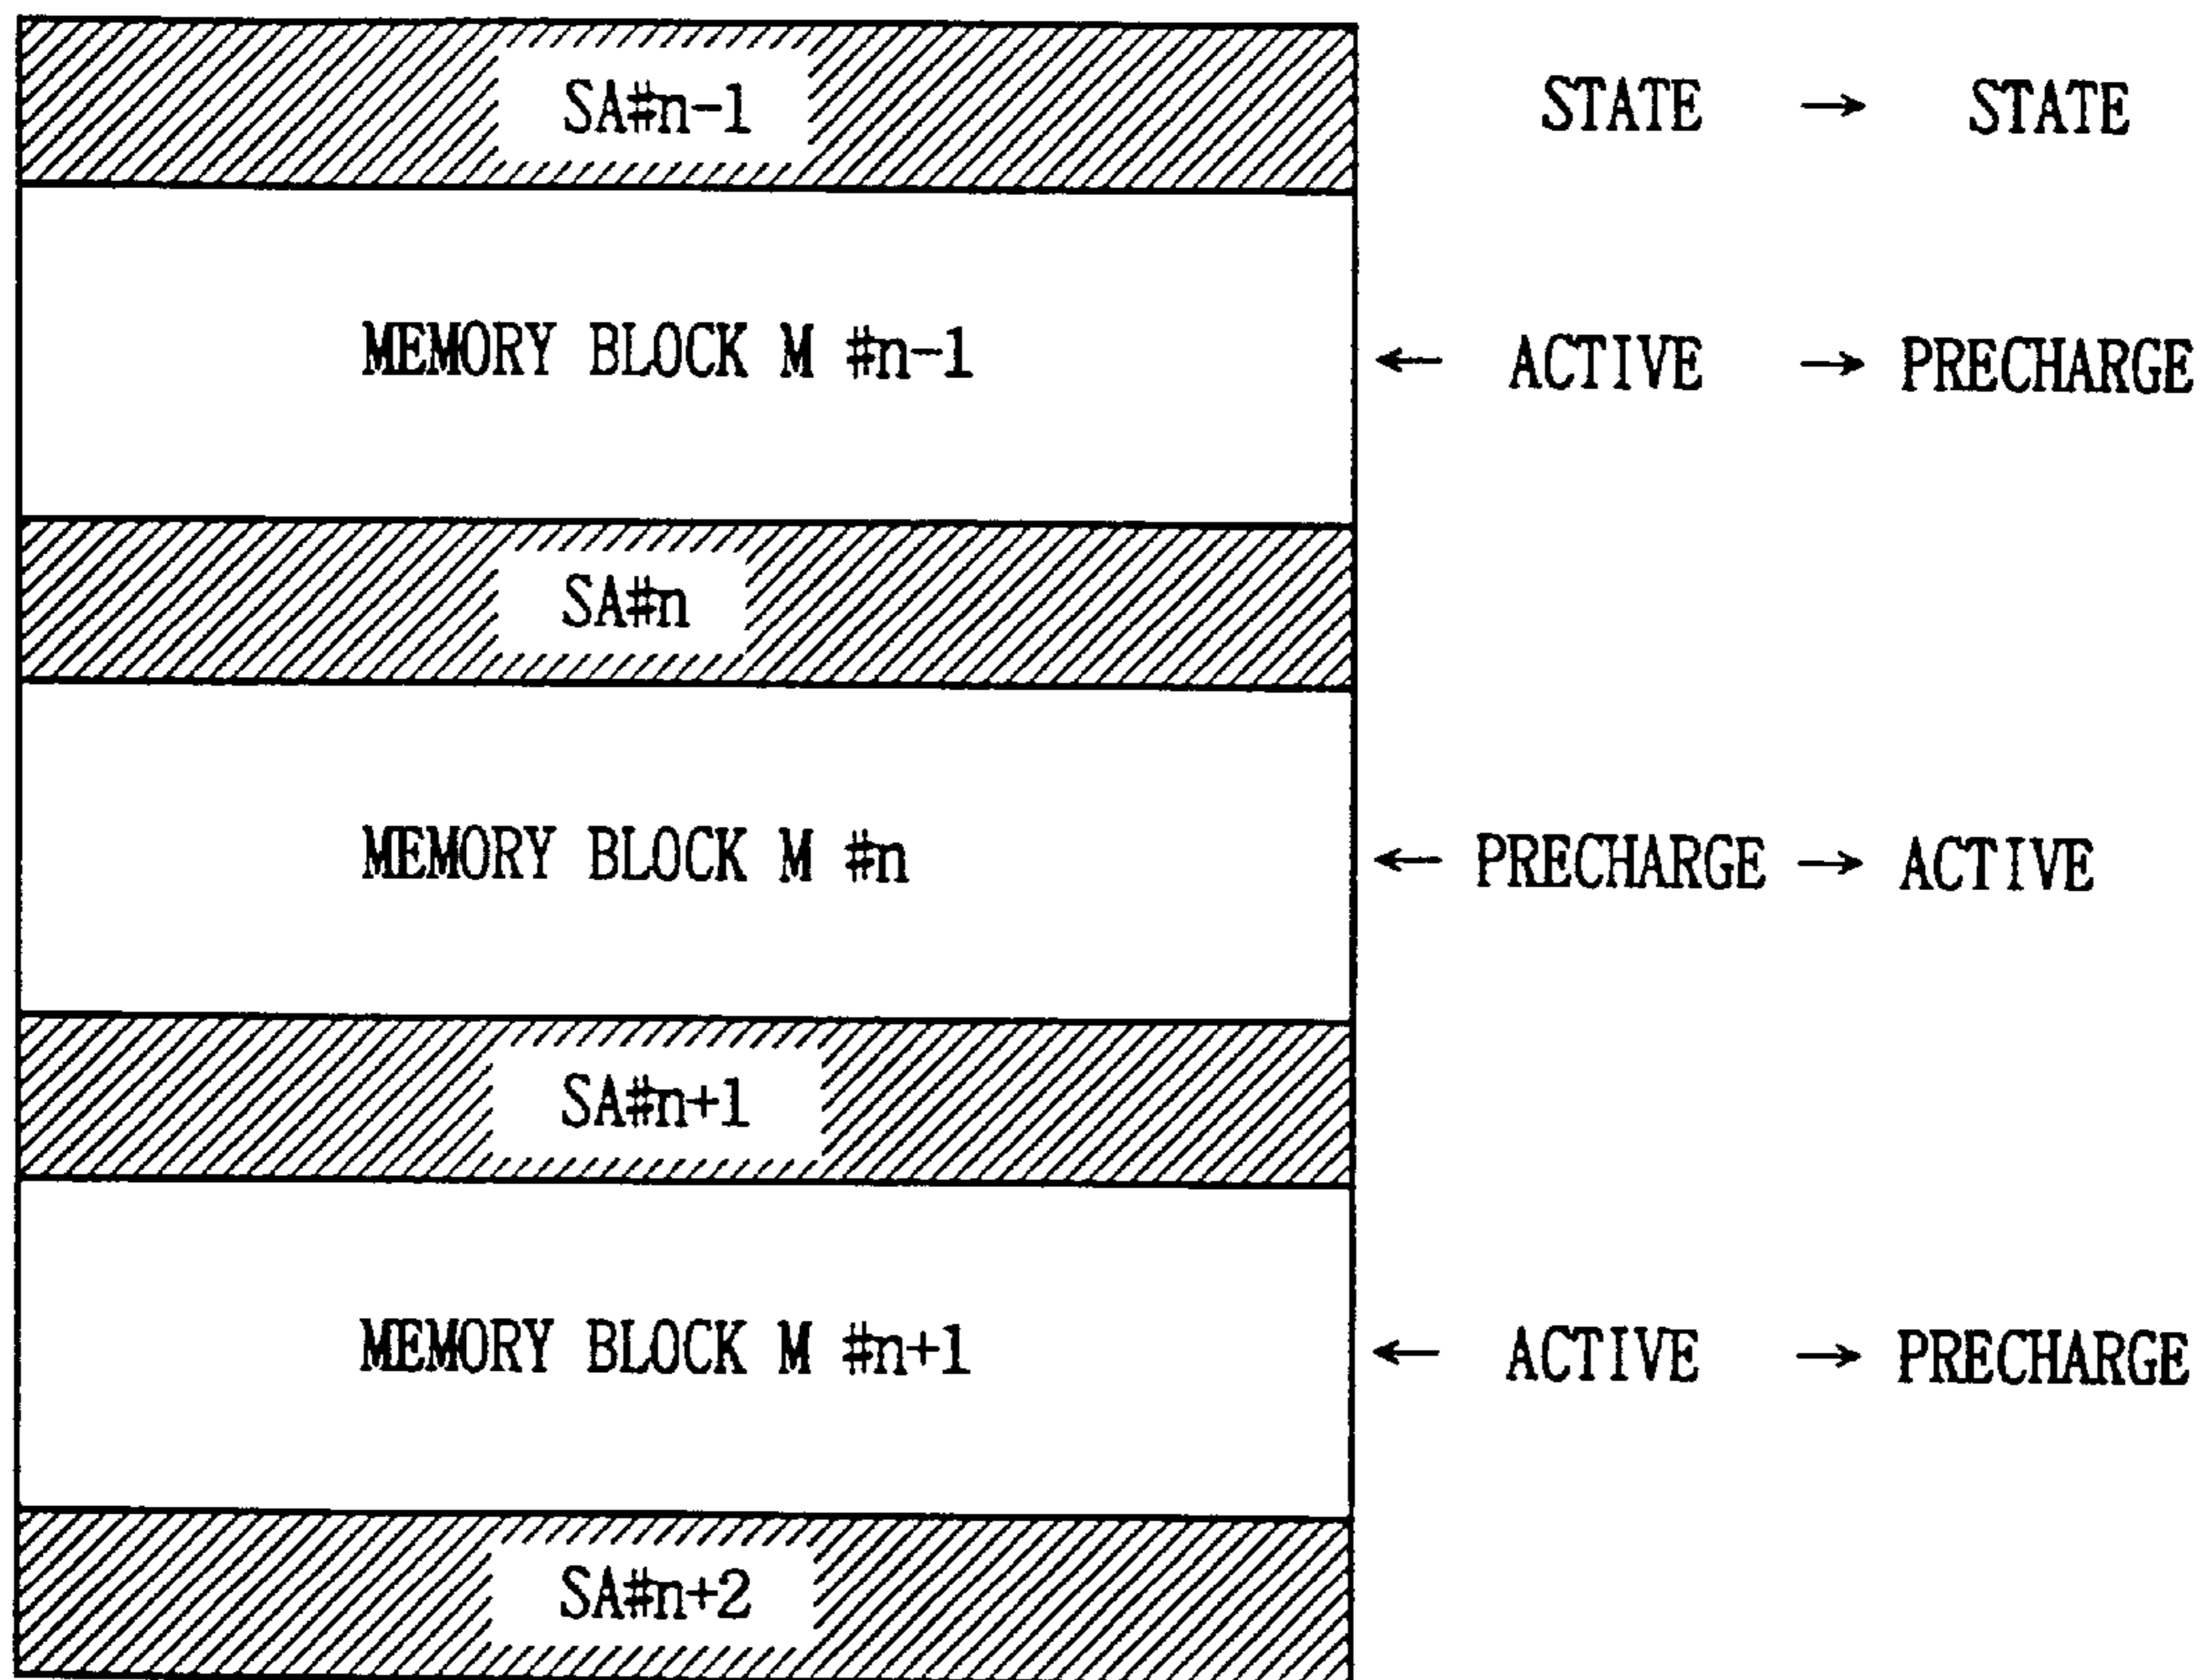 SA#n-1 STATE → STATE
MEMORY BLOCK M #n-1 ← ACTIVE → PRECHARGE
SA#n
MEMORY BLOCK M #n ← PRECHARGE → ACTIVE
SA#n+1
MEMORY BLOCK M #n+1 ← ACTIVE → PRECHARGE
SA#n+2